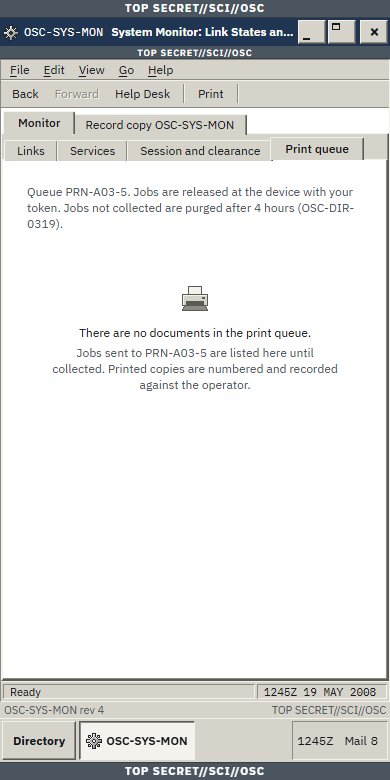 TOP SECRET//SCI//OSC
OSC-SYS-MON System Monitor: Link States an...
TOP SECRET//SCI//OSC
File Edit View Go Help
Back Forward Help Desk Print
Monitor Record copy OSC-SYS-MON
Links Services Session and clearance Print queue
Queue PRN-A03-5. Jobs are released at the device with your
token. Jobs not collected are purged after 4 hours (OSC-DIR-
0319).
There are no documents in the print queue.
Jobs sent to PRN-A03-5 are listed here until
collected. Printed copies are numbered and recorded
against the operator.
Ready 1245Z 19 MAY 2008
OSC-SYS-MON rev 4 TOP SECRET//SCI//OSC
Directory OSC-SYS-MON 1245Z Mail 8
TOP SECRET//SCI//OSC